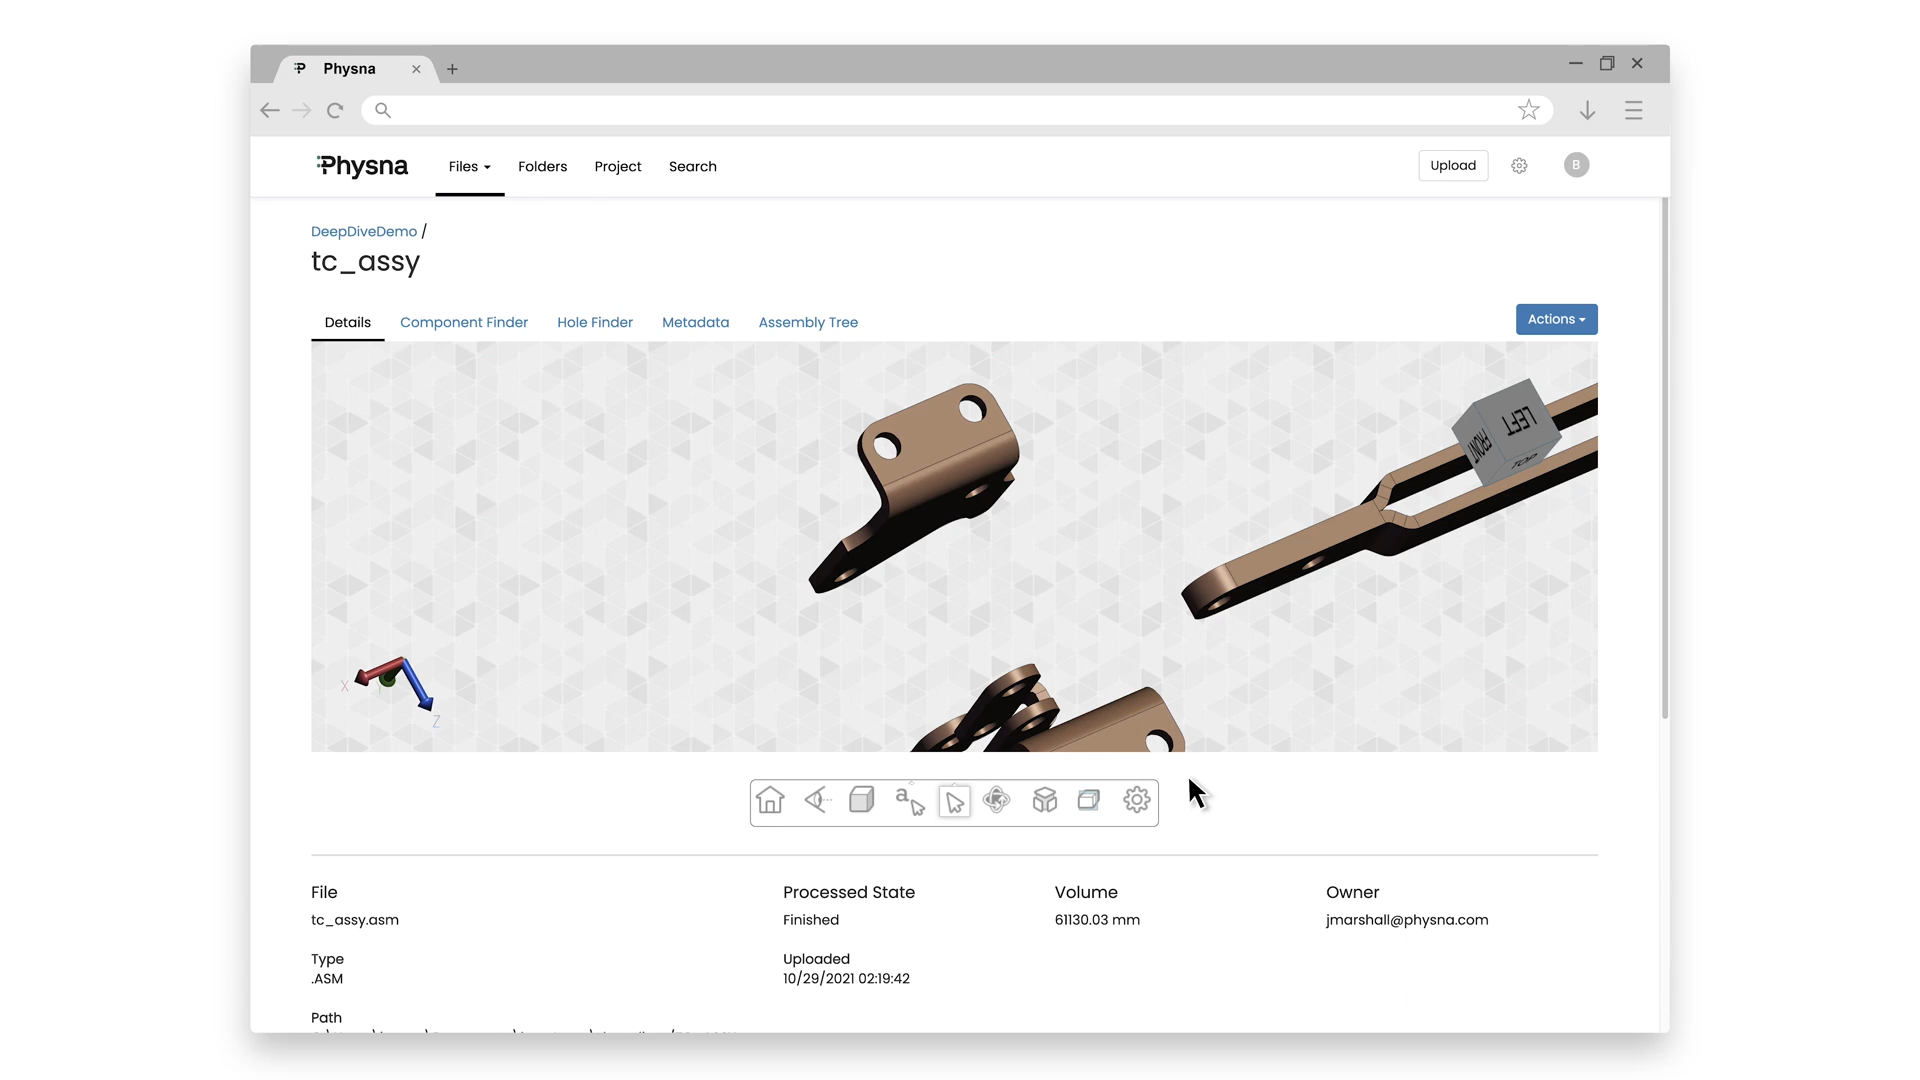 Physna
Physna Files Folders Project Search Upload B
DeepDiveDemo /
tc_assy
Details Component Finder Hole Finder Metadata Assembly Tree Actions
LEFT
FRONT
TOP
X
Z
a
File Processed State Volume Owner
tc_assy.asm Finished 61130.03 mm jmarshall@physna.com
Type Uploaded
.ASM 10/29/2021 02:19:42
Path